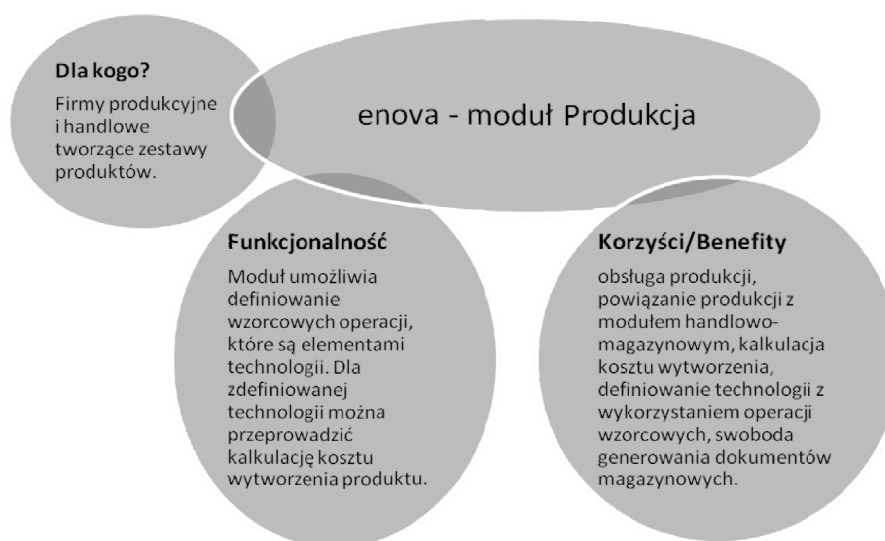 Dla kogo?
Firmy produkcyjne
i handlowe
tworzące zestawy
produktów.
enova - moduł Produkcja
Funkcjonalność
Moduł umożliwia
definiowanie
wzorcowych operacji,
które są elementami
technologii. Dla
zdefiniowanej
technologii można
przeprowadzić
kalkulację kosztu
wytworzenia produktu.
Korzyści/Benefity
obsługa produkcji,
powiązanie produkcji z
modułem handlowo-
magazynowym, kalkulacja
kosztu wytworzenia,
definiowanie technologii z
wykorzystaniem operacji
wzorcowych, swoboda
generowania dokumentów
magazynowych.